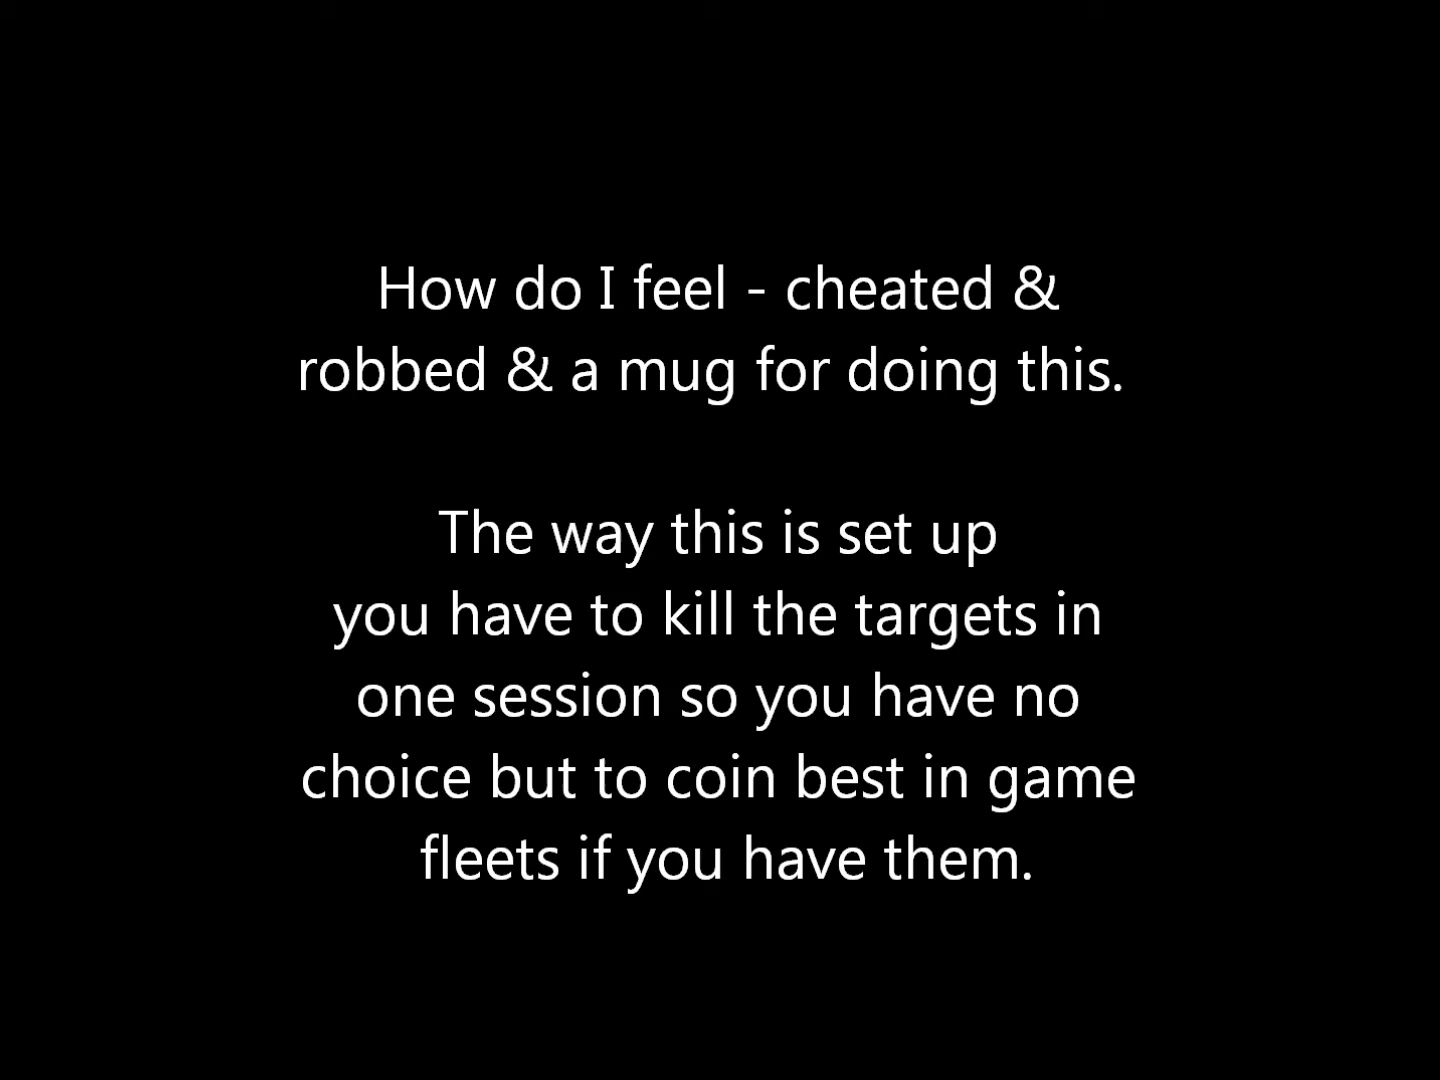 How do I feel - cheated &
robbed & a mug for doing this.
The way this is set up
you have to kill the targets in
one session so you have no
choice but to coin best in game
fleets if you have them.